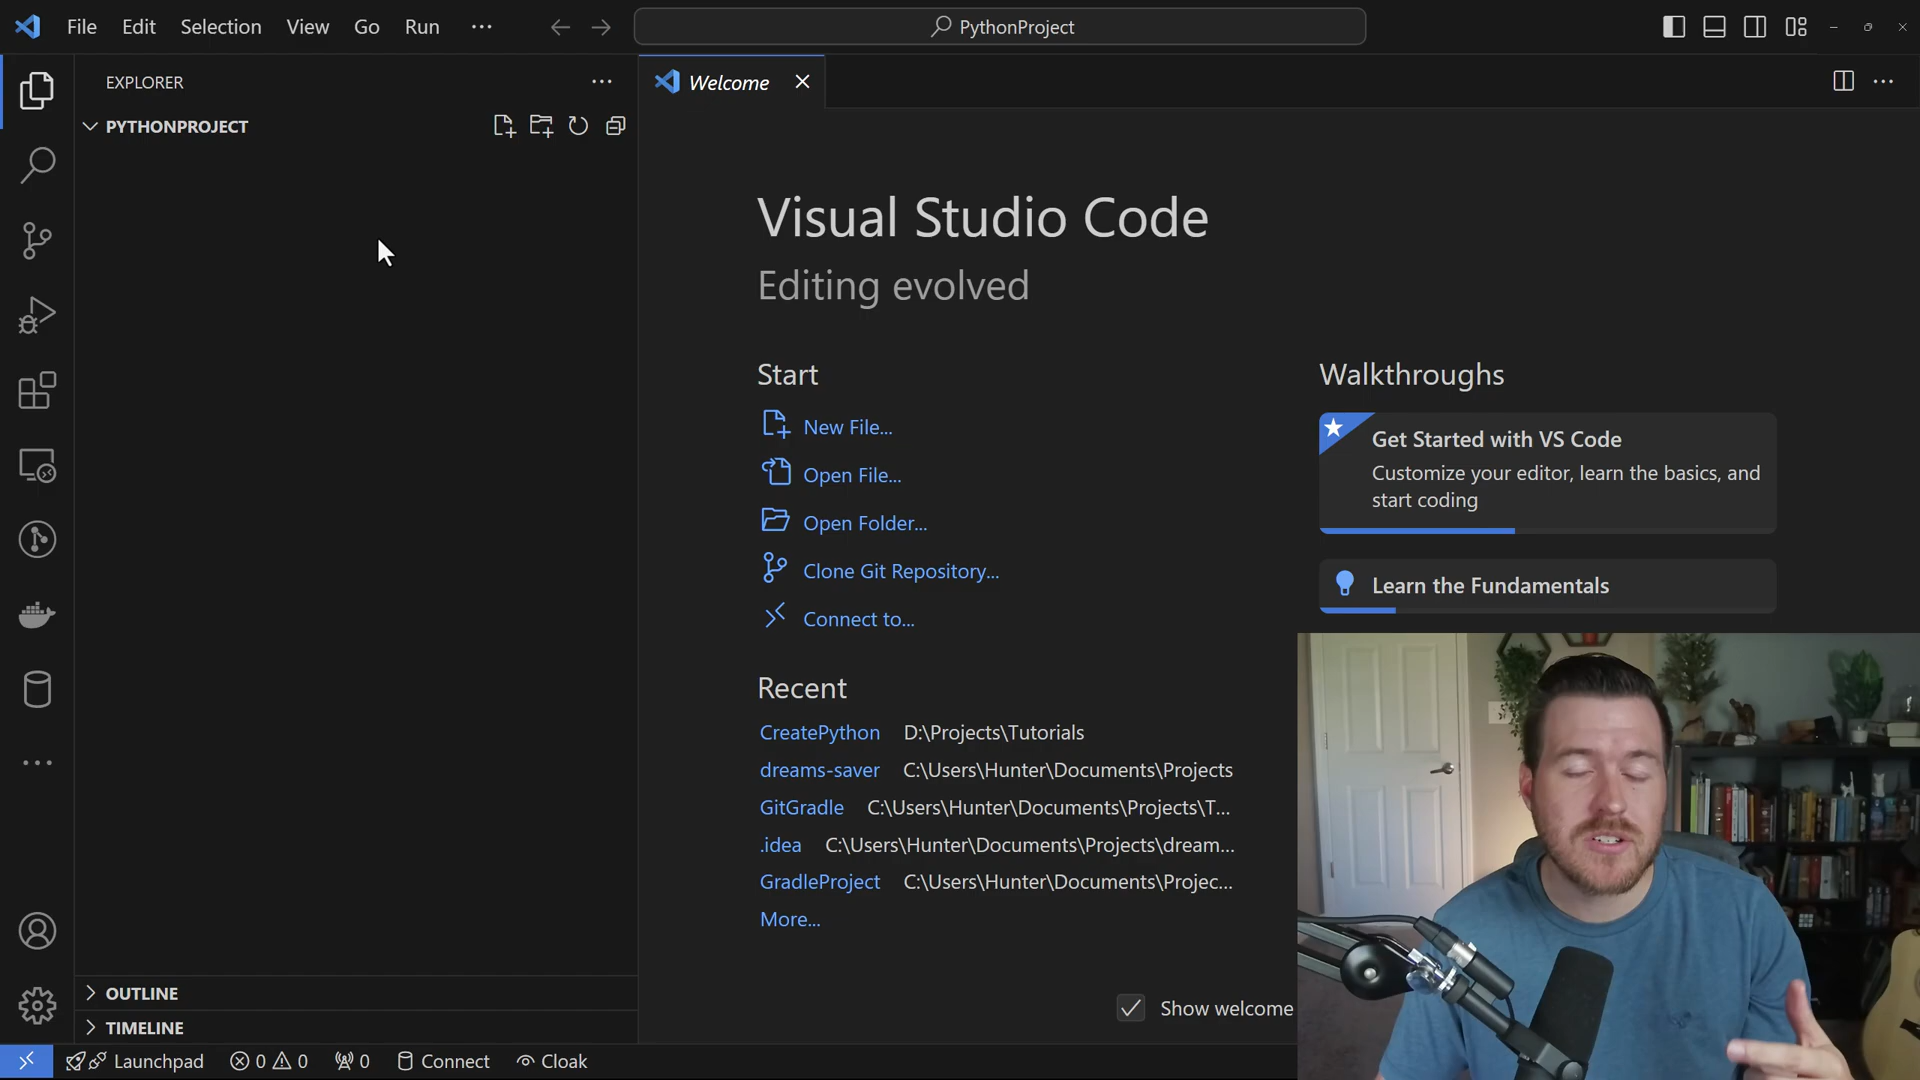 File Edit Selection View Go Run ···
PythonProject
EXPLORER
PYTHONPROJECT
Welcome
Visual Studio Code
Editing evolved
Start
New File...
Open File...
Open Folder...
Clone Git Repository...
Connect to...
Recent
CreatePython D:\Projects\Tutorials
dreams-saver C:\Users\Hunter\Documents\Projects
GitGradle C:\Users\Hunter\Documents\Projects\T...
.idea C:\Users\Hunter\Documents\Projects\dream...
GradleProject C:\Users\Hunter\Documents\Projec...
More...
Walkthroughs
Get Started with VS Code
Customize your editor, learn the basics, and
start coding
Learn the Fundamentals
Show welcome
OUTLINE
TIMELINE
Launchpad 0 0 0 Connect Cloak